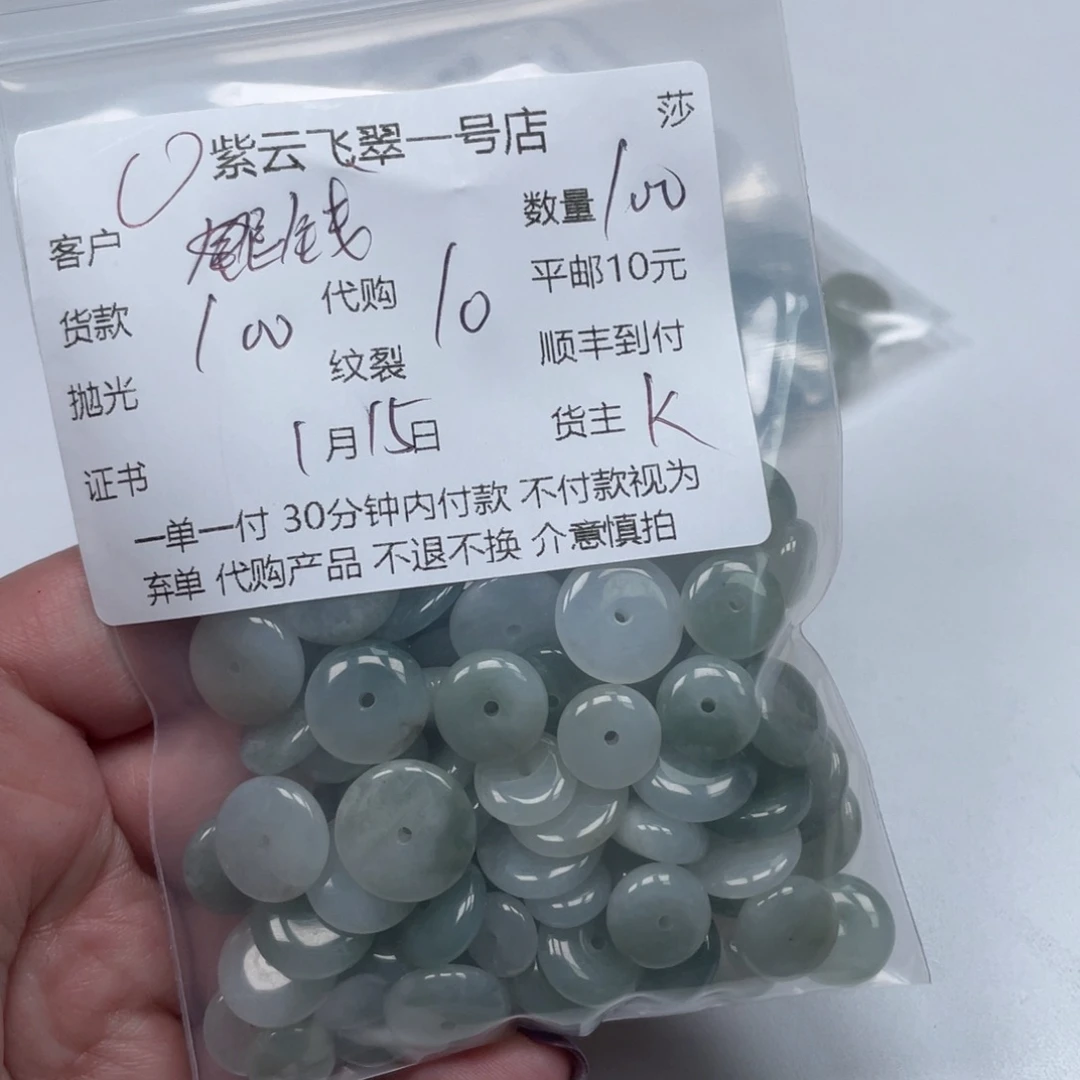 紫云飞翠一号店 莎
客户 数量 100
货款 100 代购 10 平邮10元
抛光 纹裂 顺丰到付
证书 1月15日 货主 K
一单一付 30分钟内付款 不付款视为
弃单 代购产品 不退不换 介意慎拍